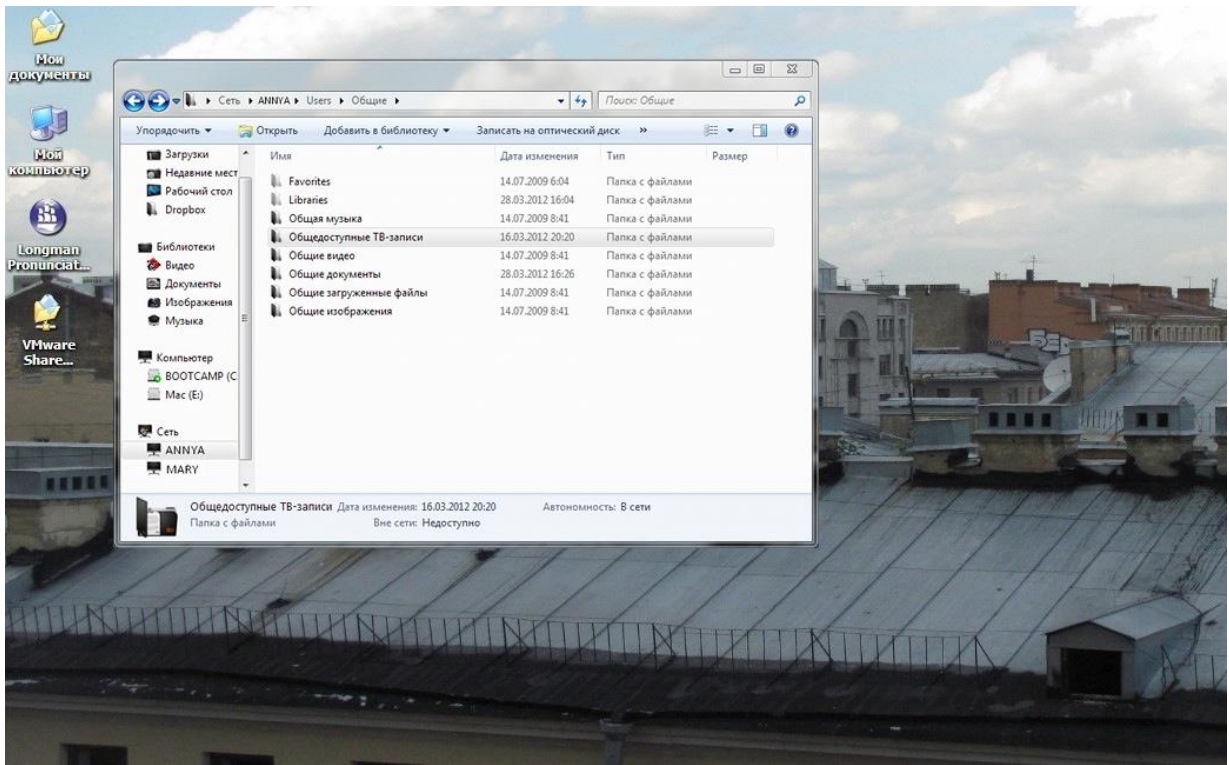 Мои
документы
Мой
компьютер
Longman
Pronunciat...
VMware
Share...
Сеть ▸ ANNYA ▸ Users ▸ Общие ▸
Поиск: Общие
Упорядочить ▾ Открыть Добавить в библиотеку ▾ Записать на оптический диск »
Загрузки
Недавние мест
Рабочий стол
Dropbox
Библиотеки
Видео
Документы
Изображения
Музыка
Компьютер
BOOTCAMP (C
Mac (E:)
Сеть
ANNYA
MARY
Имя Дата изменения Тип Размер
Favorites 14.07.2009 6:04 Папка с файлами
Libraries 28.03.2012 16:04 Папка с файлами
Общая музыка 14.07.2009 8:41 Папка с файлами
Общедоступные ТВ-записи 16.03.2012 20:20 Папка с файлами
Общие видео 14.07.2009 8:41 Папка с файлами
Общие документы 28.03.2012 16:26 Папка с файлами
Общие загруженные файлы 14.07.2009 8:41 Папка с файлами
Общие изображения 14.07.2009 8:41 Папка с файлами
Общедоступные ТВ-записи Дата изменения: 16.03.2012 20:20 Автономность: В сети
Папка с файлами Вне сети: Недоступно